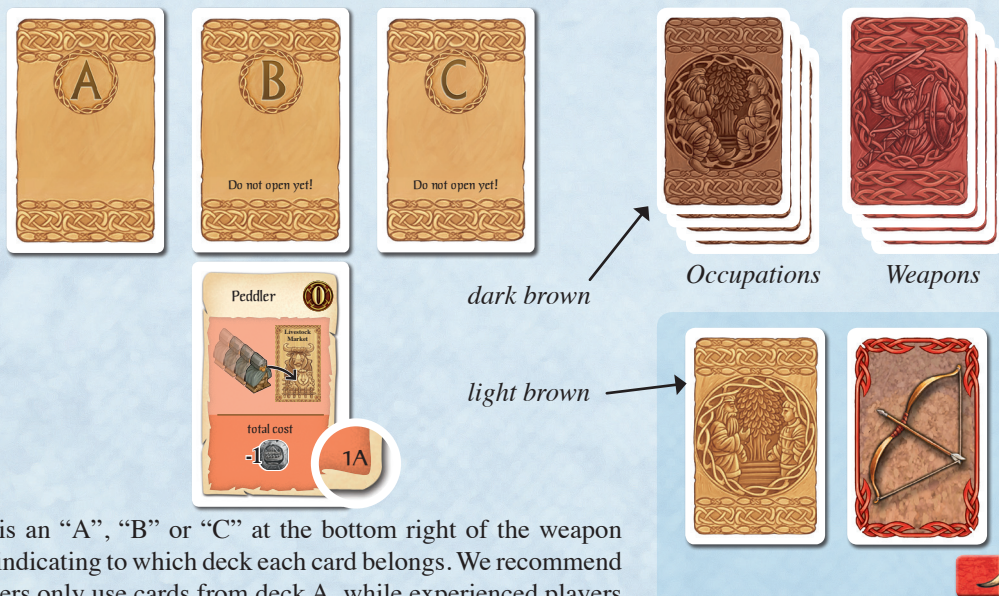 A
B
C
Do not open yet!
Do not open yet!
Occupations
Weapons
dark brown
Peddler
0
Livestock
Market
light brown
total cost
-1
1A
is an “A”, “B” or “C” at the bottom right of the weapon
indicating to which deck each card belongs. We recommend
ers only use cards from deck A, while experienced players